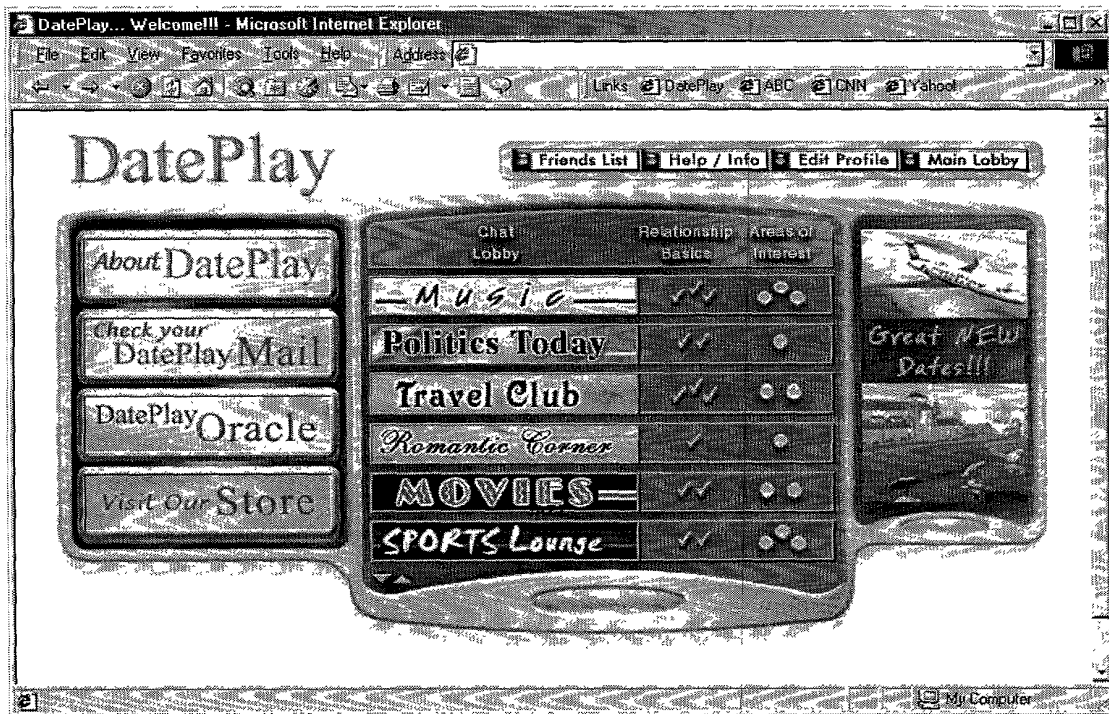 DatePlay... Welcome!!! - Microsoft Internet Explorer
File Edit View Favorites Tools Help Address
Links DatePlay ABC CNN Yahoo!
DatePlay
Friends List Help / Info Edit Profile Main Lobby
Chat Lobby
Relationship Basics
Areas of Interest
About DatePlay
Check your
DatePlay Mail
DatePlay Oracle
Visit Our Store
Music
Politics Today
Travel Club
Romantic Corner
MOVIES
SPORTS Lounge
Great NEW
Dates!!!
My Computer